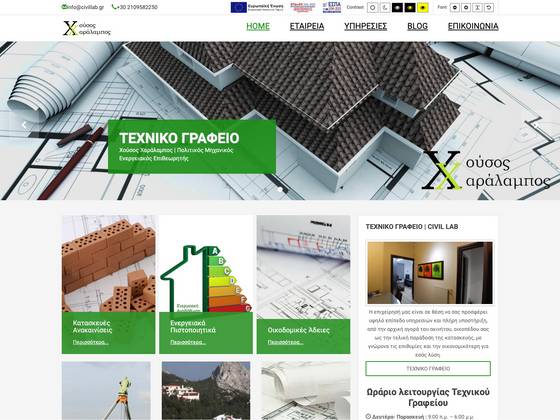 info@civillab.gr +30 2109582250
Ευρωπαϊκή Ένωση
ΕΣΠΑ
Contrast
Font
Χούσος
Χαράλαμπος
HOME ΕΤΑΙΡΕΙΑ ΥΠΗΡΕΣΙΕΣ BLOG ΕΠΙΚΟΙΝΩΝΙΑ
ΤΕΧΝΙΚΟ ΓΡΑΦΕΙΟ
Χούσος Χαράλαμπος | Πολιτικός Μηχανικός
Ενεργειακός Επιθεωρητής
Χούσος
Χαράλαμπος
A
B
Κατασκευές
Ανακαινίσεις
Περισσότερα...
Ενεργειακά
Πιστοποιητικά
Περισσότερα...
Οικοδομικές Άδειες
Περισσότερα...
ΤΕΧΝΙΚΟ ΓΡΑΦΕΙΟ | CIVIL LAB
Η επιχείρησή μας είναι σε θέση να σας προσφέρει
υψηλό επίπεδο υπηρεσιών και πλήρη υποστήριξη,
από την αρχική αγορά του ακινήτου, οικοπέδου σας
ως την τελική παράδοση της κατασκευής, με
γνώμονα τις επιθυμίες και την οικονομικότερη για
εσάς λύση.
ΤΕΧΝΙΚΟ ΓΡΑΦΕΙΟ
Ωράριο λειτουργίας Τεχνικού
Γραφείου
Δευτέρα- Παρασκευή : 9:00 π.μ. – 6:00 μ.μ